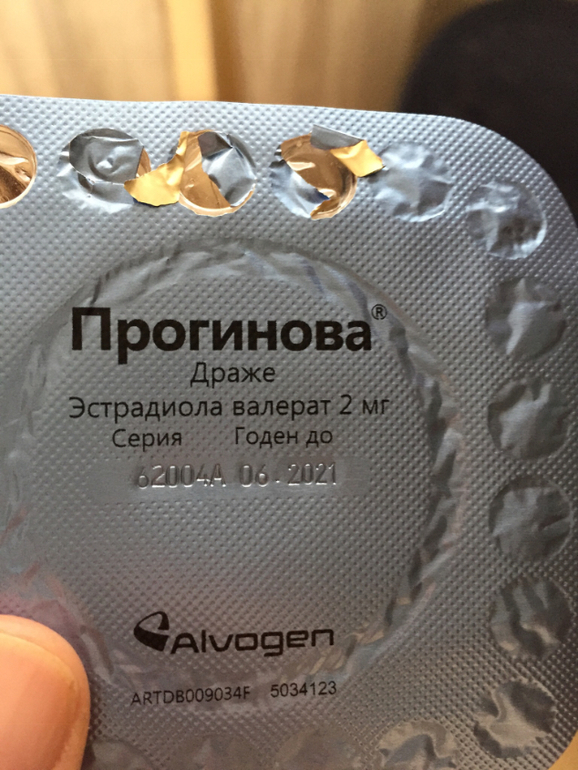 Прогинова®
Драже
Эстрадиола валерат 2 мг
Серия Годен до
62004A 06.2021
Alvogen
ARTDB009034F 5034123